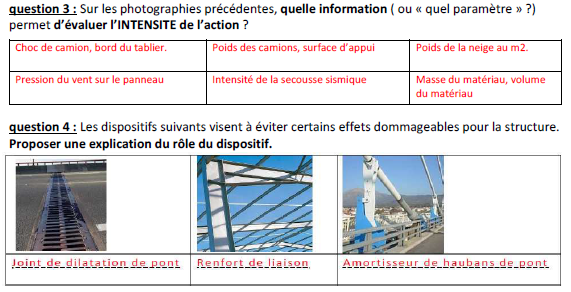 question 3 : Sur les photographies précédentes, quelle information ( ou « quel paramètre » ?)
permet d'évaluer l'INTENSITE de l'action ?
Choc de camion, bord du tablier.
Poids des camions, surface d'appui
Poids de la neige au m2.
Pression du vent sur le panneau
Intensité de la secousse sismique
Masse du matériau, volume
du matériau
question 4 : Les dispositifs suivants visent à éviter certains effets dommageables pour la structure.
Proposer une explication du rôle du dispositif.
Joint de dilatation de pont
Renfort de liaison
Amortisseur de haubans de pont